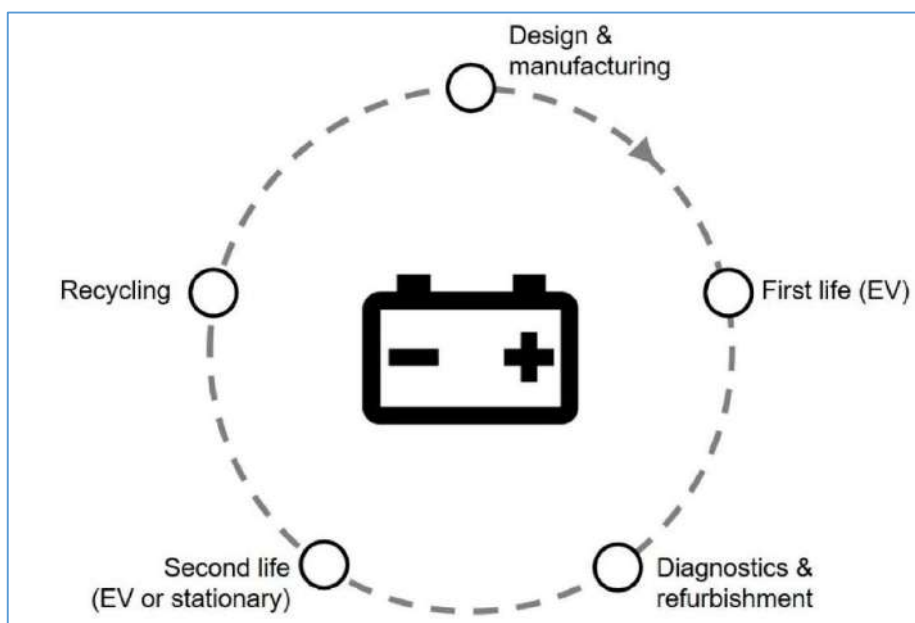 Design &
manufacturing
First life (EV)
Diagnostics &
refurbishment
Second life
(EV or stationary)
Recycling